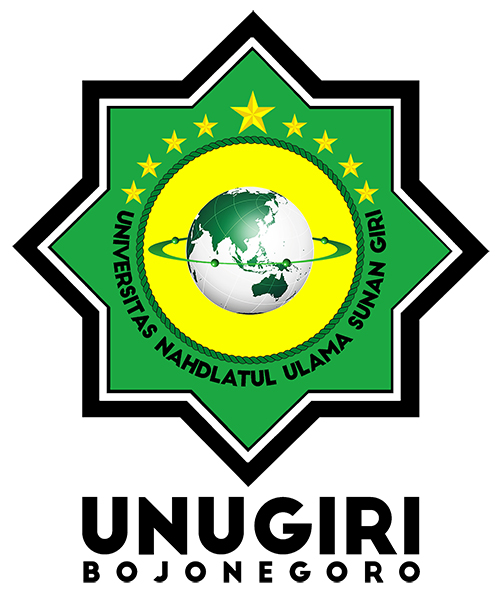 UNIVERSITAS NAHDLATUL ULAMA SUNAN GIRI
UNUGIRI
BOJONEGORO